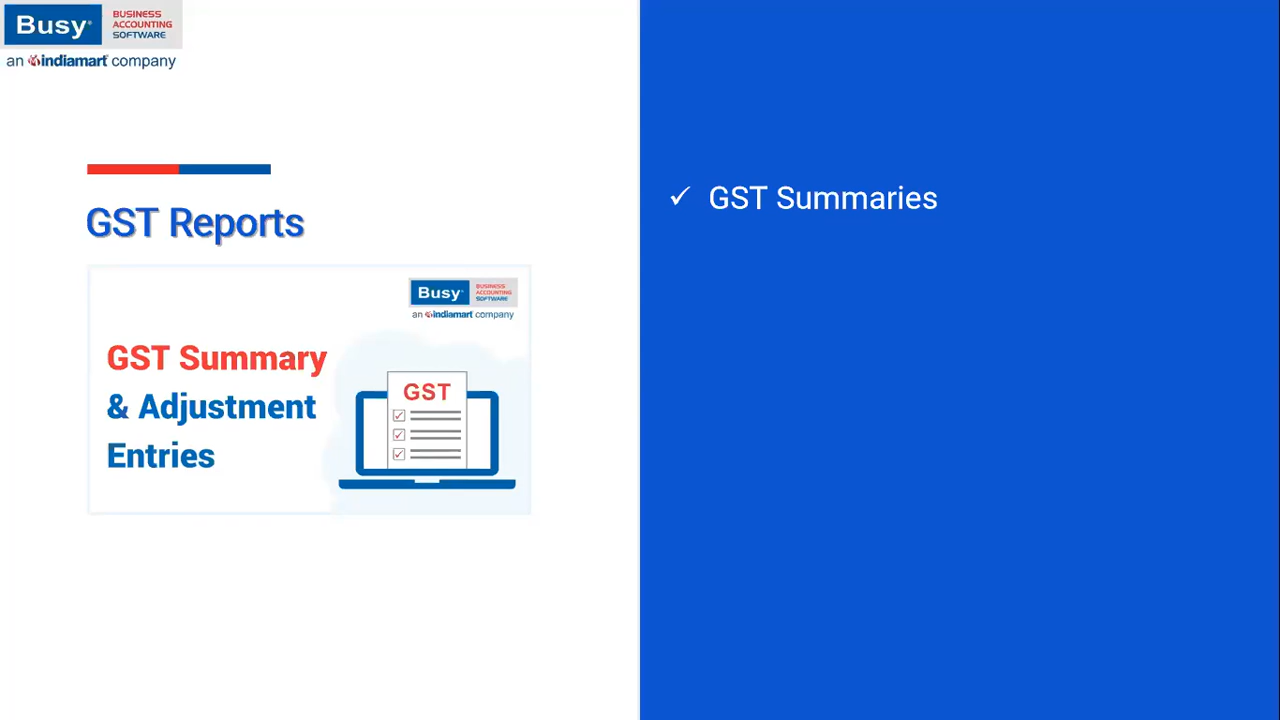 Busy
BUSINESS
ACCOUNTING
SOFTWARE
an indiamart company
GST Reports
Busy
BUSINESS
ACCOUNTING
SOFTWARE
an indiamart company
GST Summary
& Adjustment
Entries
GST
✓ GST Summaries